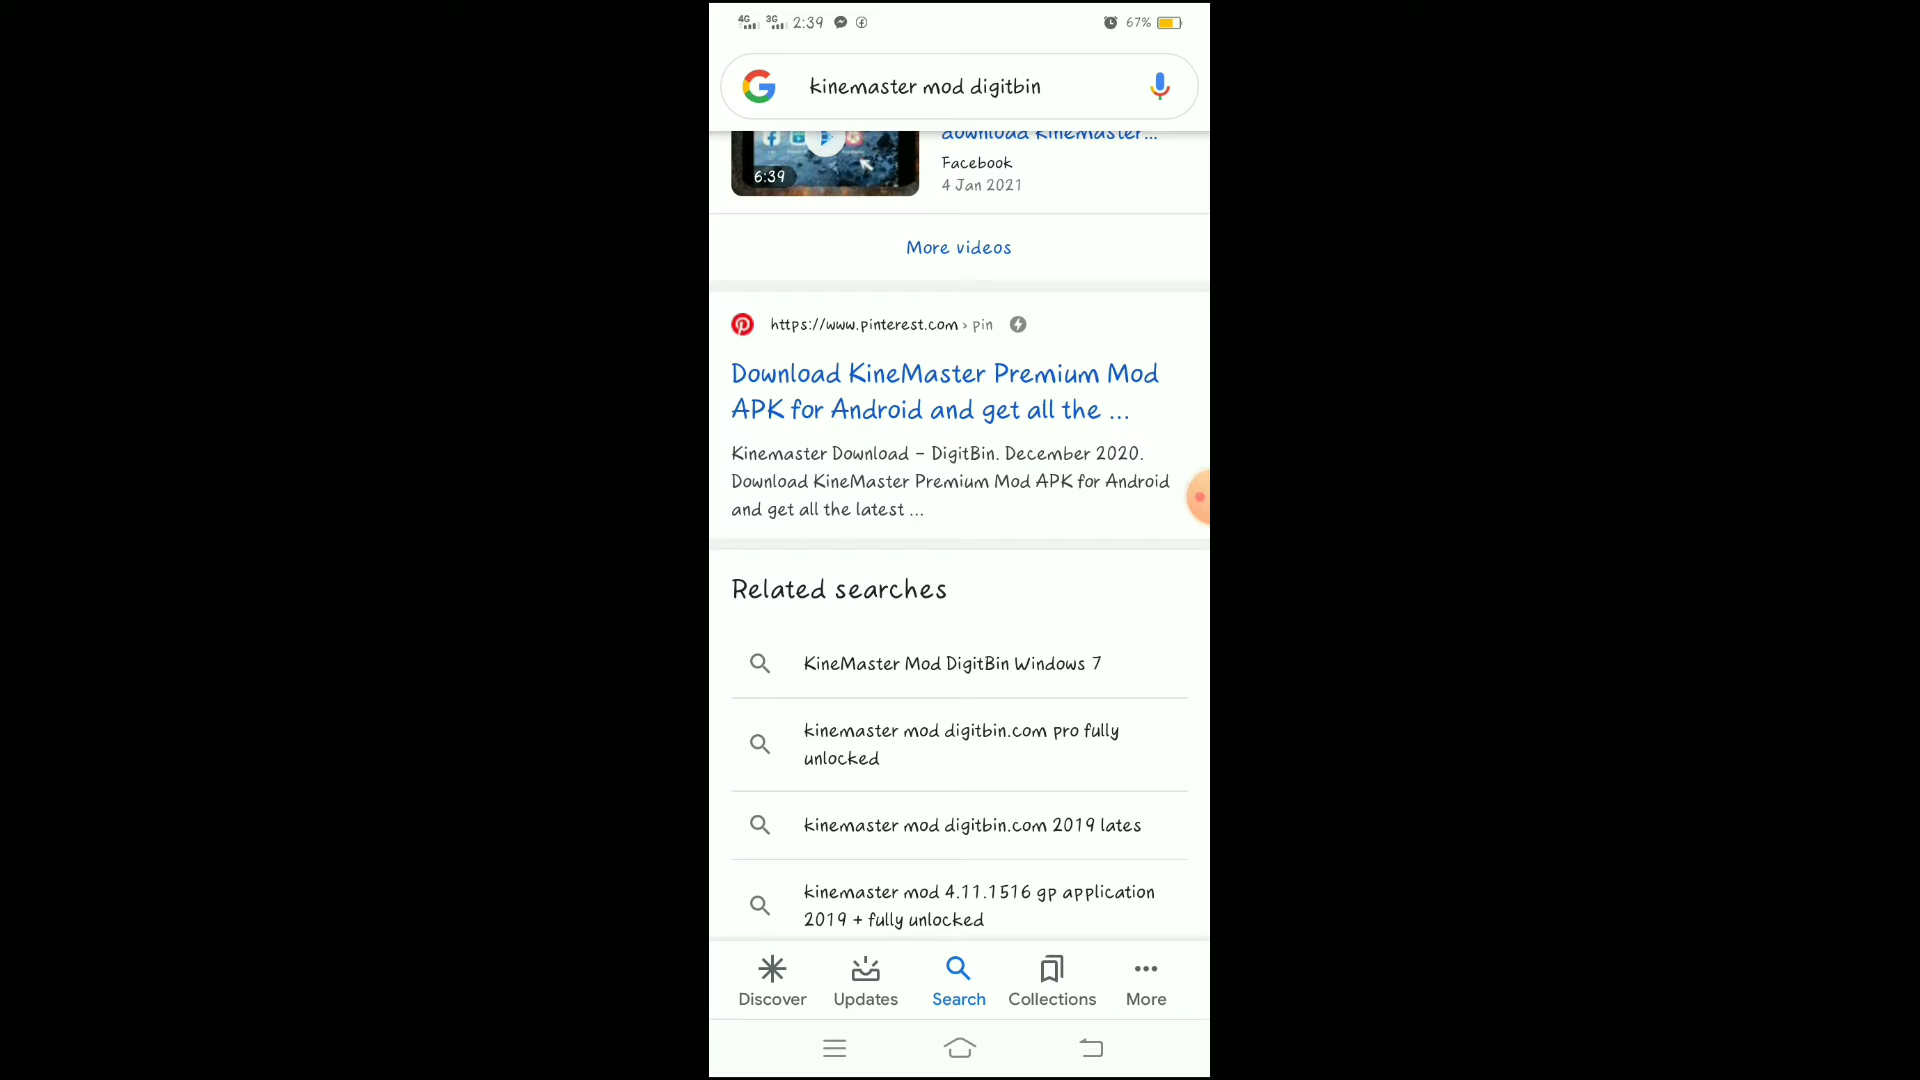 4G 3G 2:39 67%
kinemaster mod digitbin
download KineMaster...
6:39
Facebook
4 Jan 2021
More videos
https://www.pinterest.com › pin
Download KineMaster Premium Mod
APK for Android and get all the ...
Kinemaster Download – DigitBin. December 2020.
Download KineMaster Premium Mod APK for Android
and get all the latest ...
Related searches
KineMaster Mod DigitBin Windows 7
kinemaster mod digitbin.com pro fully
unlocked
kinemaster mod digitbin.com 2019 lates
kinemaster mod 4.11.1516 gp application
2019 + fully unlocked
Discover Updates Search Collections More